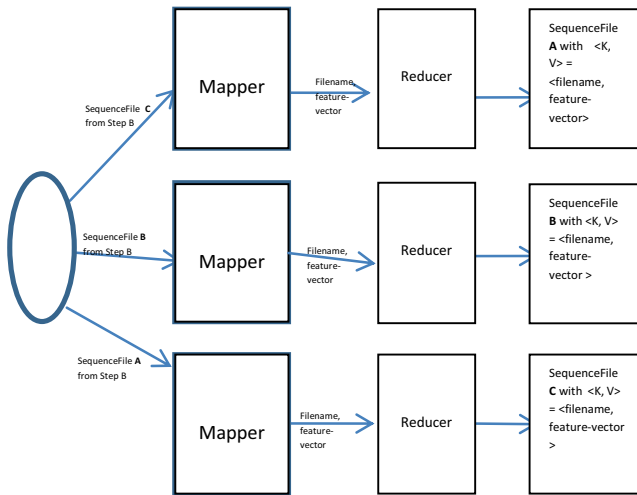 SequenceFile C
from Step B
Mapper
Filename,
feature-
vector
Reducer
SequenceFile
A with <K,
V> =
<filename,
feature-
vector>
SequenceFile B
from Step B
Mapper
Filename,
feature-
vector
Reducer
SequenceFile
B with <K, V>
= <filename,
feature-
vector >
SequenceFile A
from Step B
Mapper
Filename,
feature-
vector
Reducer
SequenceFile
C with <K, V>
= <filename,
feature-vector
>